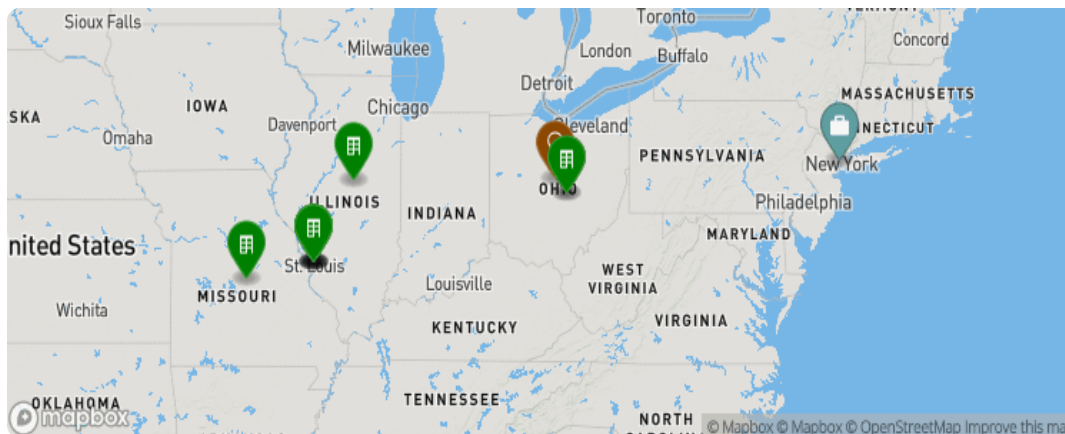 Sioux Falls
Toronto
VERMONT
Concord
Milwaukee
London
Buffalo
Detroit
MASSACHUSETTS
SKA
IOWA
Chicago
Omaha
Davenport
Cleveland
NNECTICUT
PENNSYLVANIA
New York
OHIO
ILLINOIS
INDIANA
Philadelphia
MARYLAND
nited States
St. Louis
WEST
VIRGINIA
MISSOURI
Louisville
Wichita
KENTUCKY
VIRGINIA
OKLAHOMA
TENNESSEE
mapbox
NORTH
© Mapbox © Mapbox © OpenStreetMap Improve this ma